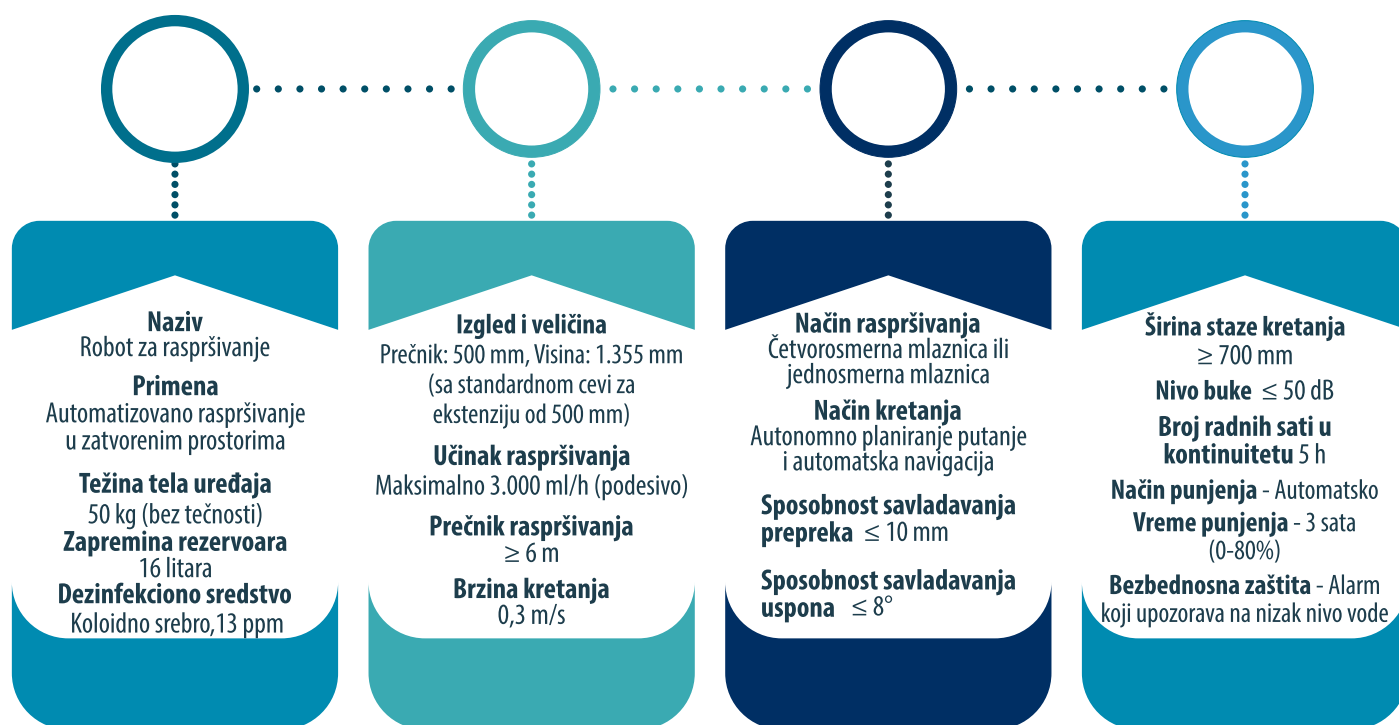 Naziv
Robot za raspršivanje
Primena
Automatizovano raspršivanje
u zatvorenim prostorima
Težina tela uređaja
50 kg (bez tečnosti)
Zapremina rezervoara
16 litara
Dezinfekciono sredstvo
Koloidno srebro,13 ppm
Izgled i veličina
Prečnik: 500 mm, Visina: 1.355 mm
(sa standardnom cevi za
ekstenziju od 500 mm)
Učinak raspršivanja
Maksimalno 3.000 ml/h (podesivo)
Prečnik raspršivanja
≥ 6 m
Brzina kretanja
0,3 m/s
Način raspršivanja
Četvorosmerna mlaznica ili
jednosmerna mlaznica
Način kretanja
Autonomno planiranje putanje
i automatska navigacija
Sposobnost savladavanja
prepreka ≤ 10 mm
Sposobnost savladavanja
uspona ≤ 8°
Širina staze kretanja
≥ 700 mm
Nivo buke ≤ 50 dB
Broj radnih sati u
kontinuitetu 5 h
Način punjenja - Automatsko
Vreme punjenja - 3 sata
(0-80%)
Bezbednosna zaštita - Alarm
koji upozorava na nizak nivo vode